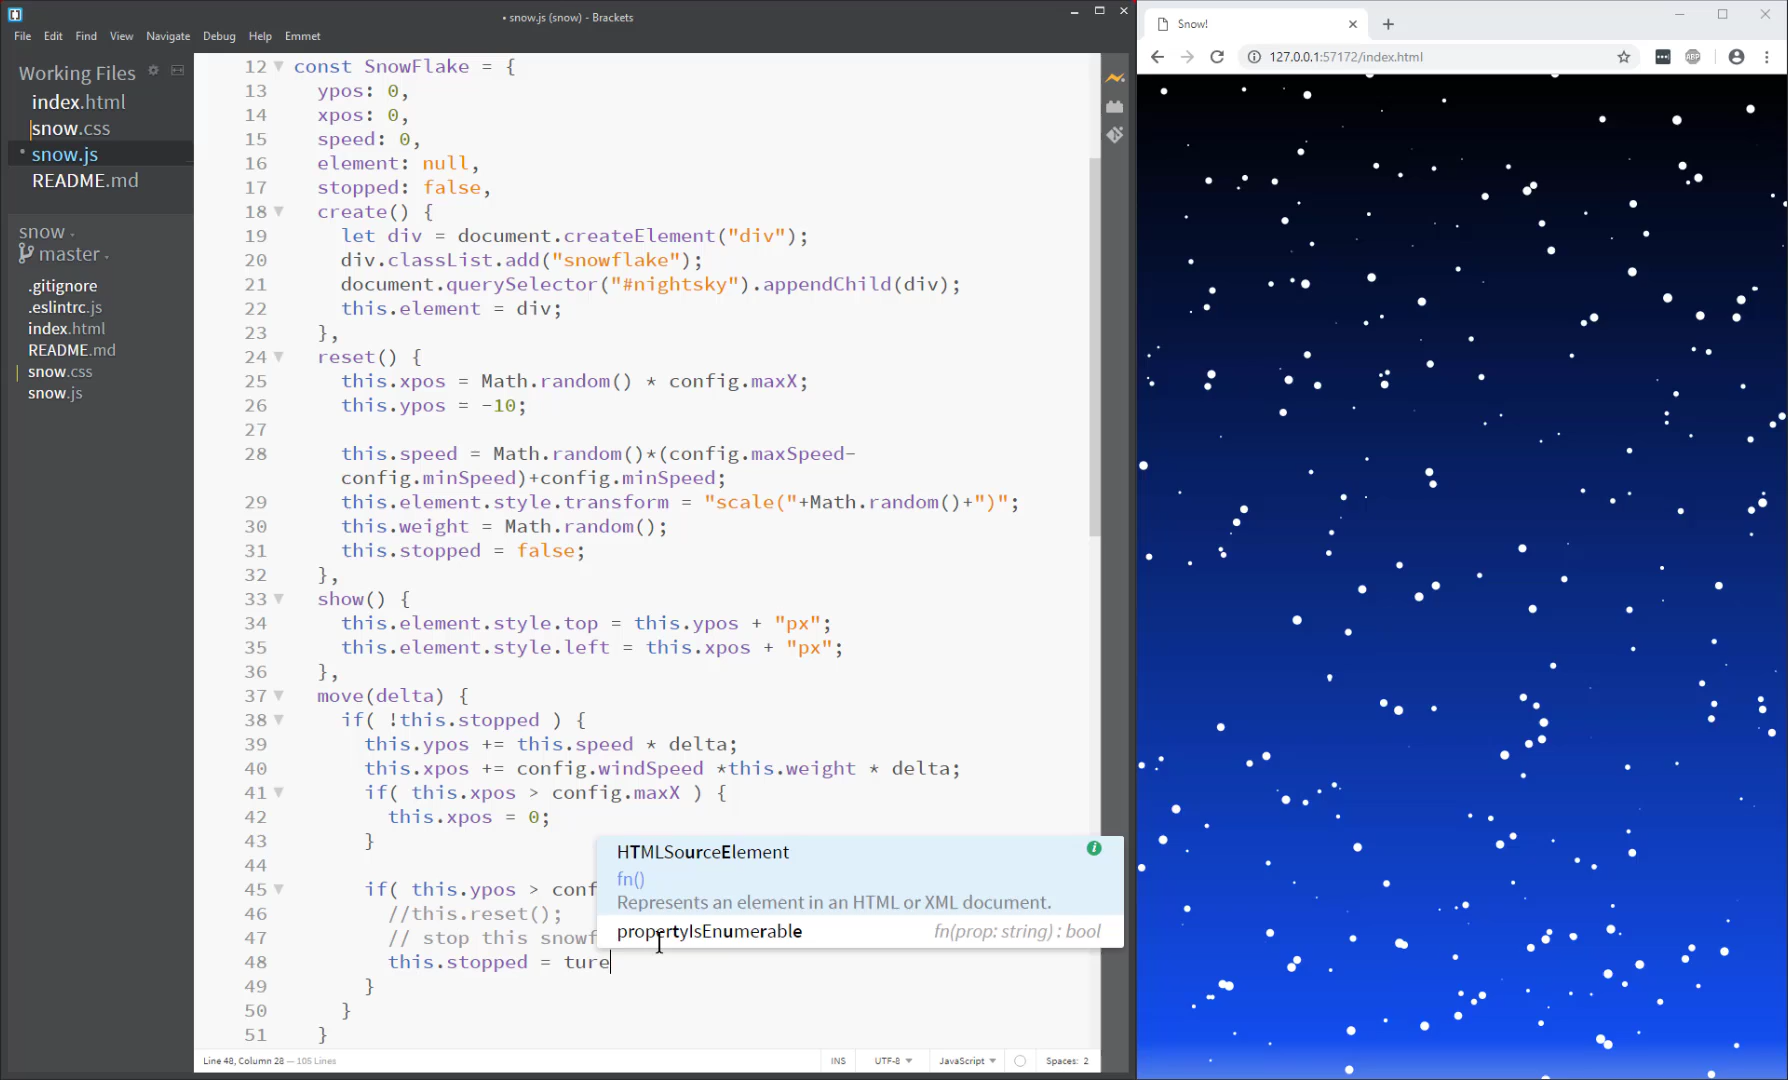 • snow.js (snow) - Brackets
File Edit Find View Navigate Debug Help Emmet
Working Files
index.html
snow.css
• snow.js
README.md
snow
master
.gitignore
.eslintrc.js
index.html
README.md
snow.css
snow.js
12 const SnowFlake = {
13 ypos: 0,
14 xpos: 0,
15 speed: 0,
16 element: null,
17 stopped: false,
18 create() {
19 let div = document.createElement("div");
20 div.classList.add("snowflake");
21 document.querySelector("#nightsky").appendChild(div);
22 this.element = div;
23 },
24 reset() {
25 this.xpos = Math.random() * config.maxX;
26 this.ypos = -10;
27
28 this.speed = Math.random()*(config.maxSpeed-
config.minSpeed)+config.minSpeed;
29 this.element.style.transform = "scale("+Math.random()+")";
30 this.weight = Math.random();
31 this.stopped = false;
32 },
33 show() {
34 this.element.style.top = this.ypos + "px";
35 this.element.style.left = this.xpos + "px";
36 },
37 move(delta) {
38 if( !this.stopped ) {
39 this.ypos += this.speed * delta;
40 this.xpos += config.windSpeed *this.weight * delta;
41 if( this.xpos > config.maxX ) {
42 this.xpos = 0;
43 }
44
45 if( this.ypos > conf
46 //this.reset();
47 // stop this snowf
48 this.stopped = ture
49 }
50 }
51 }
HTMLSourceElement
fn()
Represents an element in an HTML or XML document.
propertyIsEnumerable fn(prop: string) : bool
Line 48, Column 28 — 105 Lines
INS UTF-8 JavaScript Spaces: 2
Snow!
127.0.0.1:57172/index.html
ABP